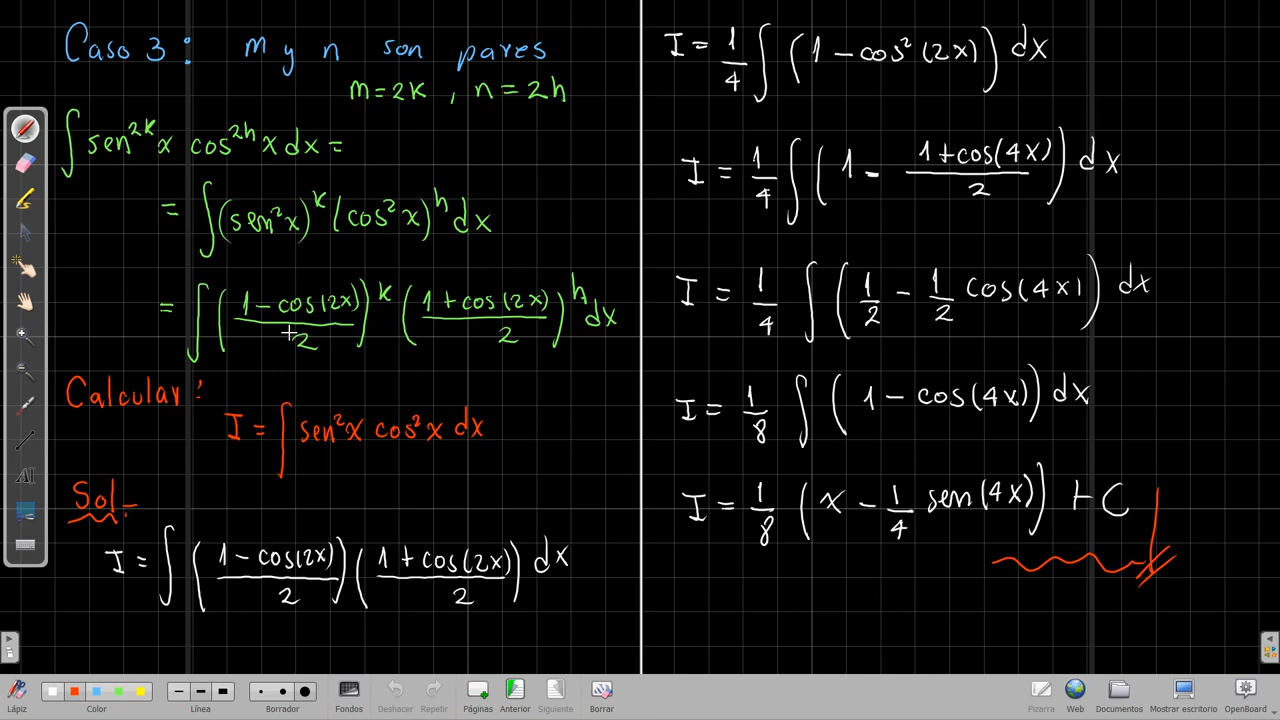 Caso 3: m y n son pares
m=2k, n=2h
∫ sen^{2k} x cos^{2h} x dx =
= ∫ (sen²x)^k (cos²x)^h dx
= ∫ ((1-cos(2x))/2)^k ((1+cos(2x))/2)^h dx
Calcular:
I = ∫ sen²x cos²x dx
Sol.-
I = ∫ ((1-cos(2x))/2) ((1+cos(2x))/2) dx
I = 1/4 ∫ (1-cos²(2x)) dx
I = 1/4 ∫ (1 - (1+cos(4x))/2) dx
I = 1/4 ∫ (1/2 - 1/2 cos(4x)) dx
I = 1/8 ∫ (1-cos(4x)) dx
I = 1/8 (x - 1/4 sen(4x)) + C
AI
Lápiz Color Línea Borrador Fondos Deshacer Repetir Páginas Anterior Siguiente Borrar Pizarra Web Documentos Mostrar escritorio OpenBoard